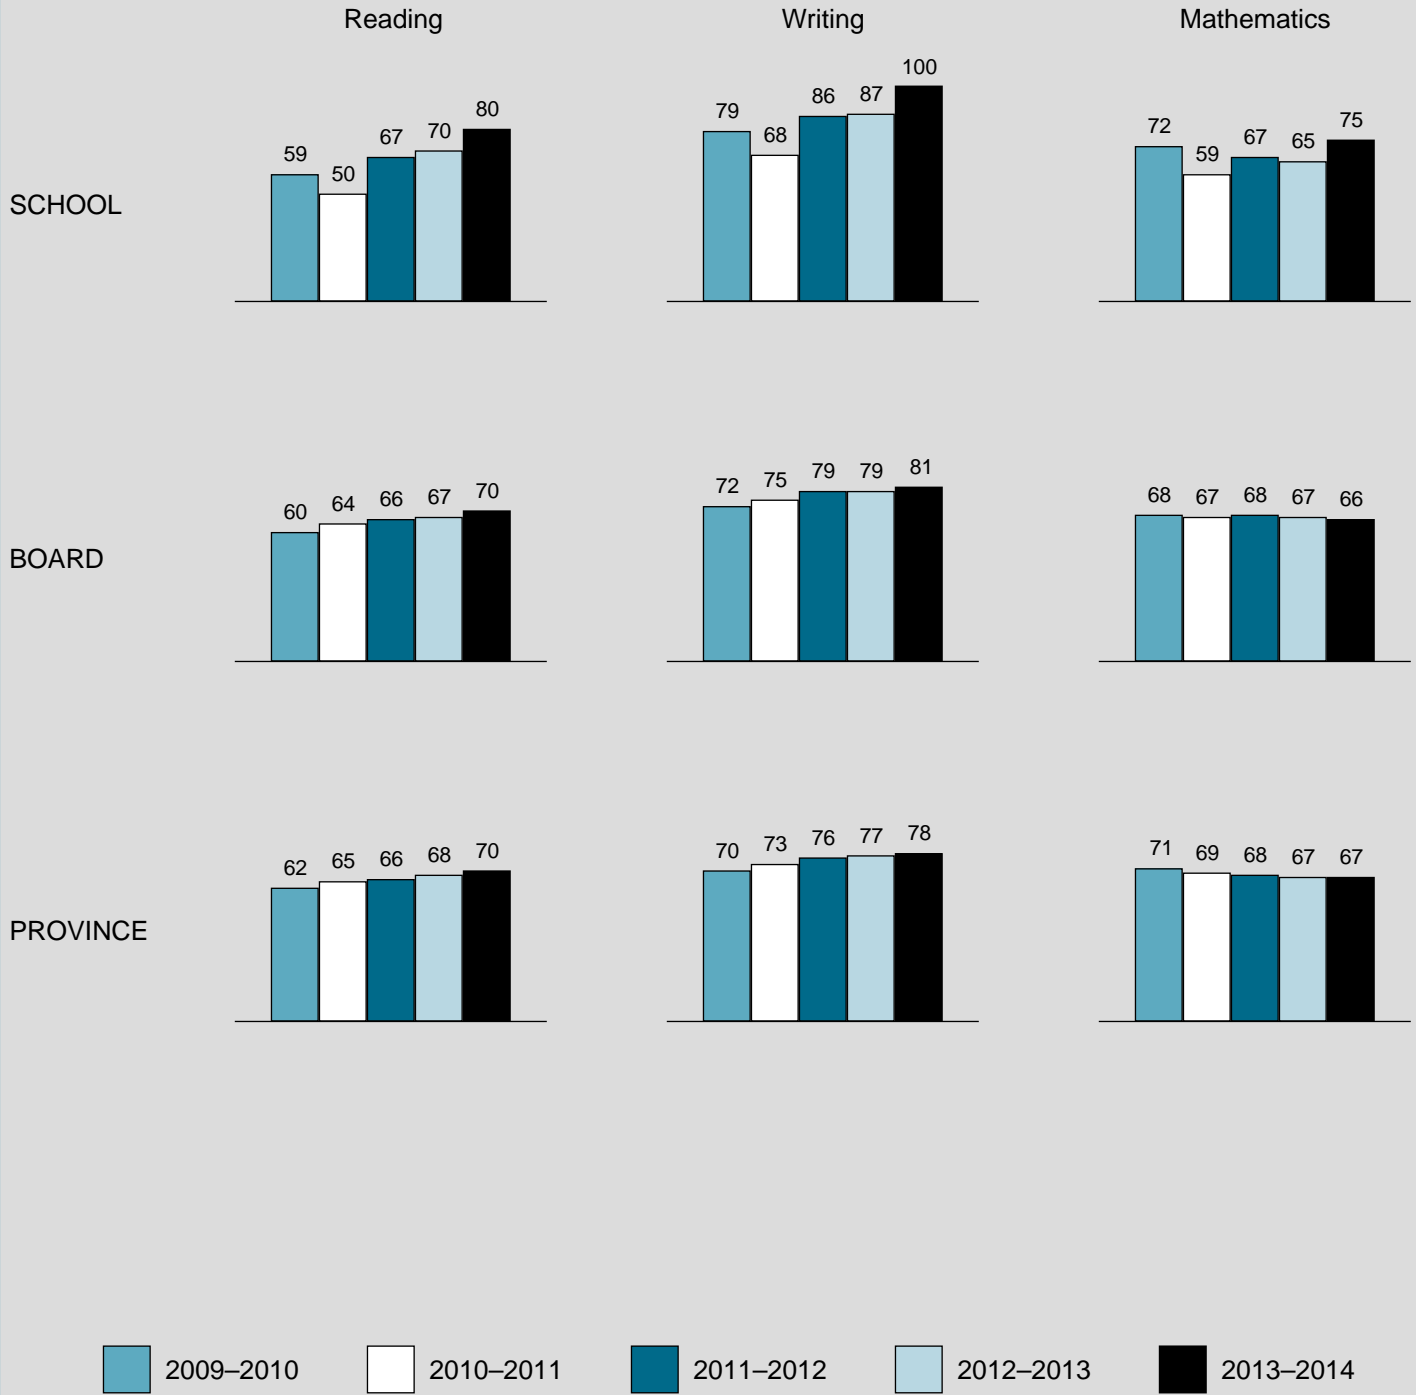 Reading Writing Mathematics
SCHOOL
59 50 67 70 80
79 68 86 87 100
72 59 67 65 75
BOARD
60 64 66 67 70
72 75 79 79 81
68 67 68 67 66
PROVINCE
62 65 66 68 70
70 73 76 77 78
71 69 68 67 67
2009–2010 2010–2011 2011–2012 2012–2013 2013–2014